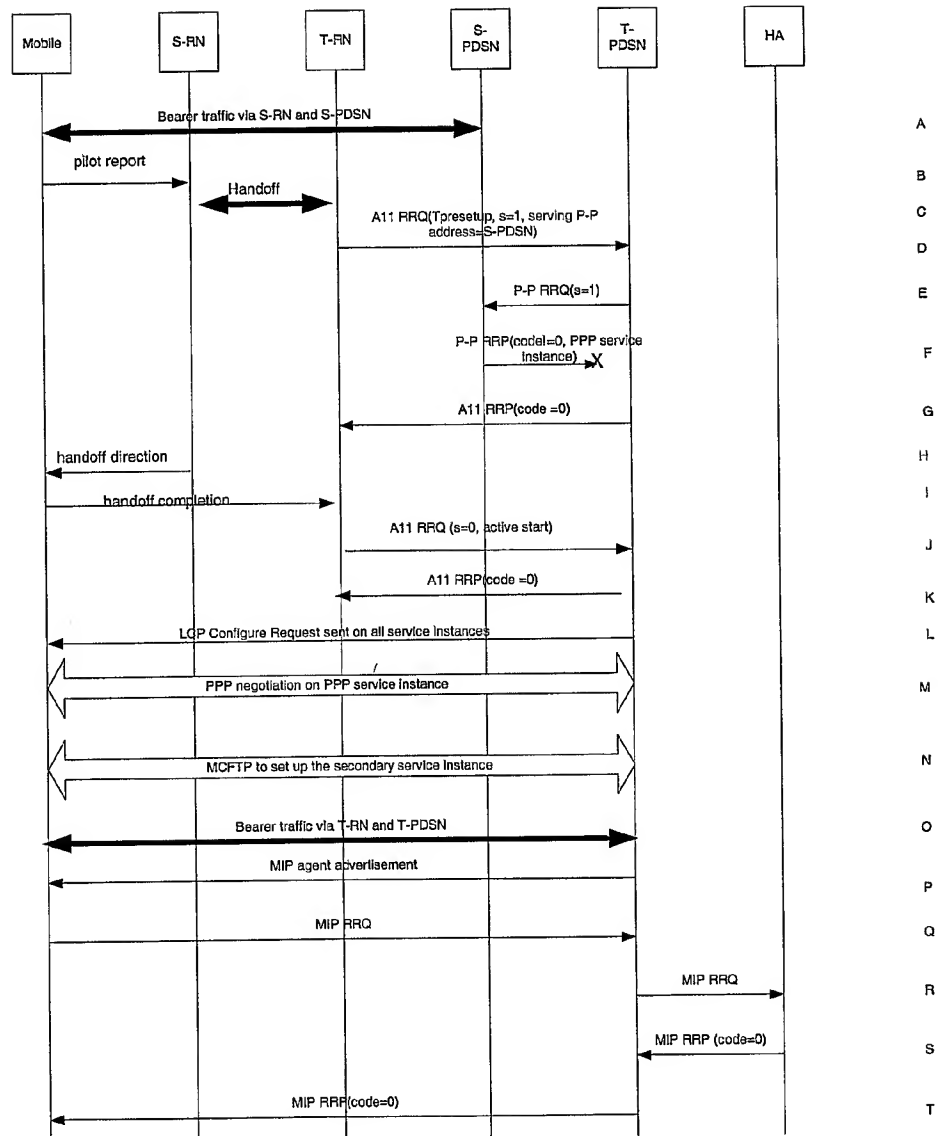 Mobile
S-RN
T-RN
S-
PDSN
T-
PDSN
HA
Bearer traffic via S-RN and S-PDSN
A
pilot report
B
Handoff
C
A11 RRQ(Tpresetup, s=1, serving P-P
address=S-PDSN)
D
P-P RRQ(s=1)
E
P-P RRP(codel=0, PPP service
Instance)
X
F
A11 RRP(code =0)
G
handoff direction
H
handoff completion
I
A11 RRQ (s=0, active start)
J
A11 RRP(code =0)
K
LCP Configure Request sent on all service Instances
L
PPP negotiation on PPP service instance
M
MCFTP to set up the secondary service Instance
N
Bearer traffic via T-RN and T-PDSN
O
MIP agent advertisement
P
MIP RRQ
Q
MIP RRQ
R
MIP RRP (code=0)
S
MIP RRP(code=0)
T